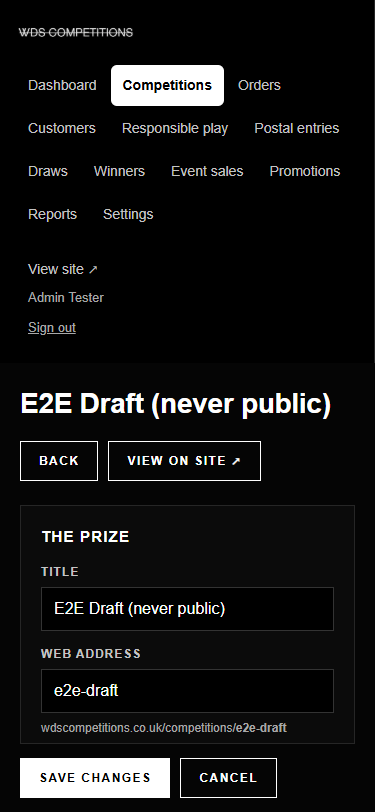 WDS COMPETITIONS
Dashboard Competitions Orders
Customers Responsible play Postal entries
Draws Winners Event sales Promotions
Reports Settings
View site ↗
Admin Tester
Sign out
E2E Draft (never public)
BACK VIEW ON SITE ↗
THE PRIZE
TITLE
E2E Draft (never public)
WEB ADDRESS
e2e-draft
wdscompetitions.co.uk/competitions/e2e-draft
SAVE CHANGES CANCEL